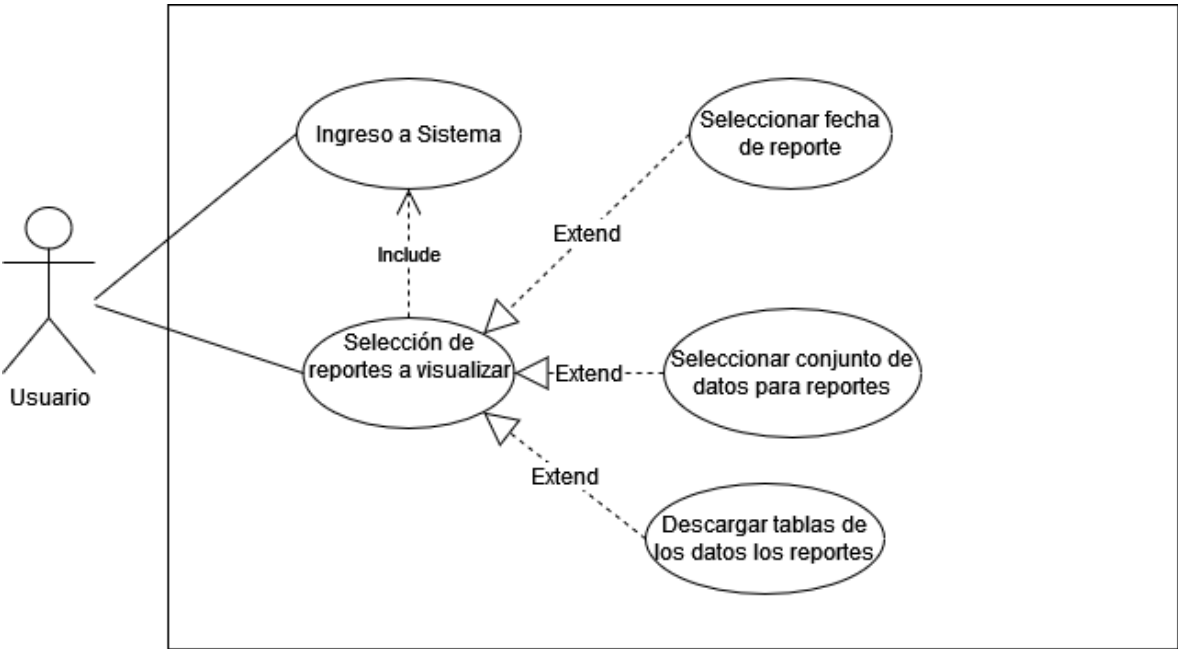 Ingreso a Sistema
Seleccionar fecha
de reporte
Extend
Include
Selección de
reportes a visualizar
Extend
Seleccionar conjunto de
datos para reportes
Usuario
Extend
Descargar tablas de
los datos los reportes